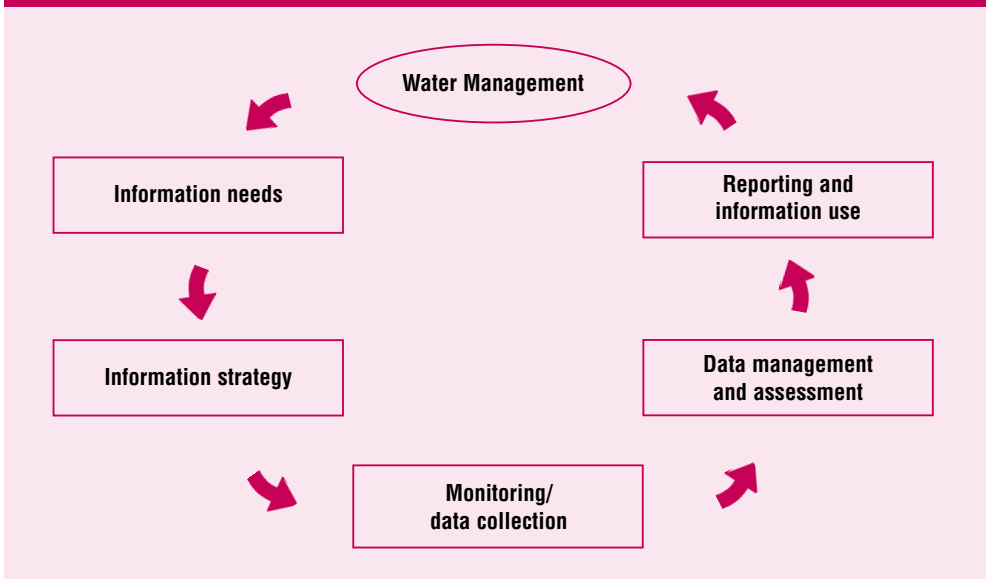 Water Management
Information needs
Reporting and
information use
Information strategy
Data management
and assessment
Monitoring/
data collection